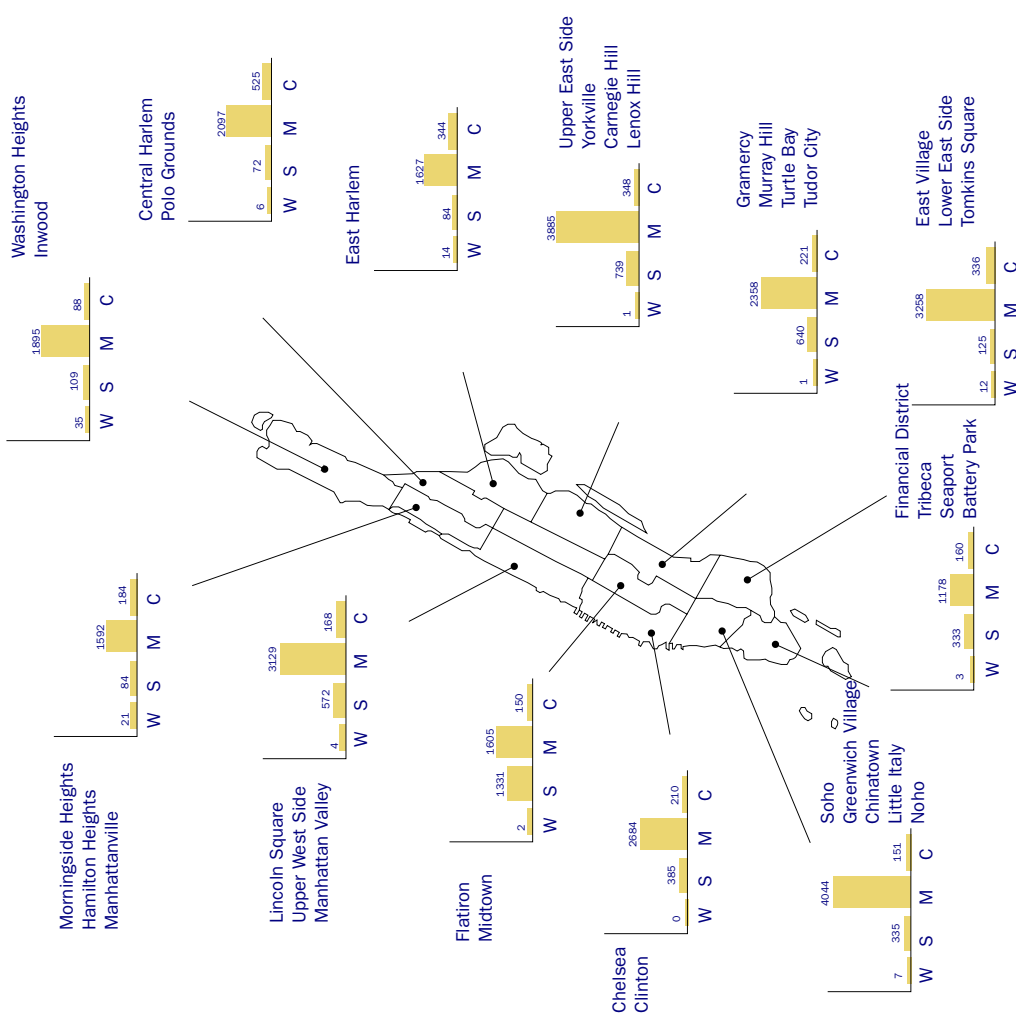 Washington Heights
Inwood
35
109
1895
88
W S M C
Central Harlem
Polo Grounds
6
72
2097
525
W S M C
East Harlem
14
84
1627
344
W S M C
Upper East Side
Yorkville
Carnegie Hill
Lenox Hill
1
739
3885
348
W S M C
Gramercy
Murray Hill
Turtle Bay
Tudor City
1
640
2358
221
W S M C
East Village
Lower East Side
Tomkins Square
12
125
3258
336
W S M C
Financial District
Tribeca
Seaport
Battery Park
3
333
1178
160
W S M C
Morningside Heights
Hamilton Heights
Manhattanville
21
84
1592
184
W S M C
Lincoln Square
Upper West Side
Manhattan Valley
4
572
3129
168
W S M C
Flatiron
Midtown
2
1331
1605
150
W S M C
Chelsea
Clinton
0
385
2684
210
W S M C
Soho
Greenwich Village
Chinatown
Little Italy
Noho
7
335
4044
151
W S M C